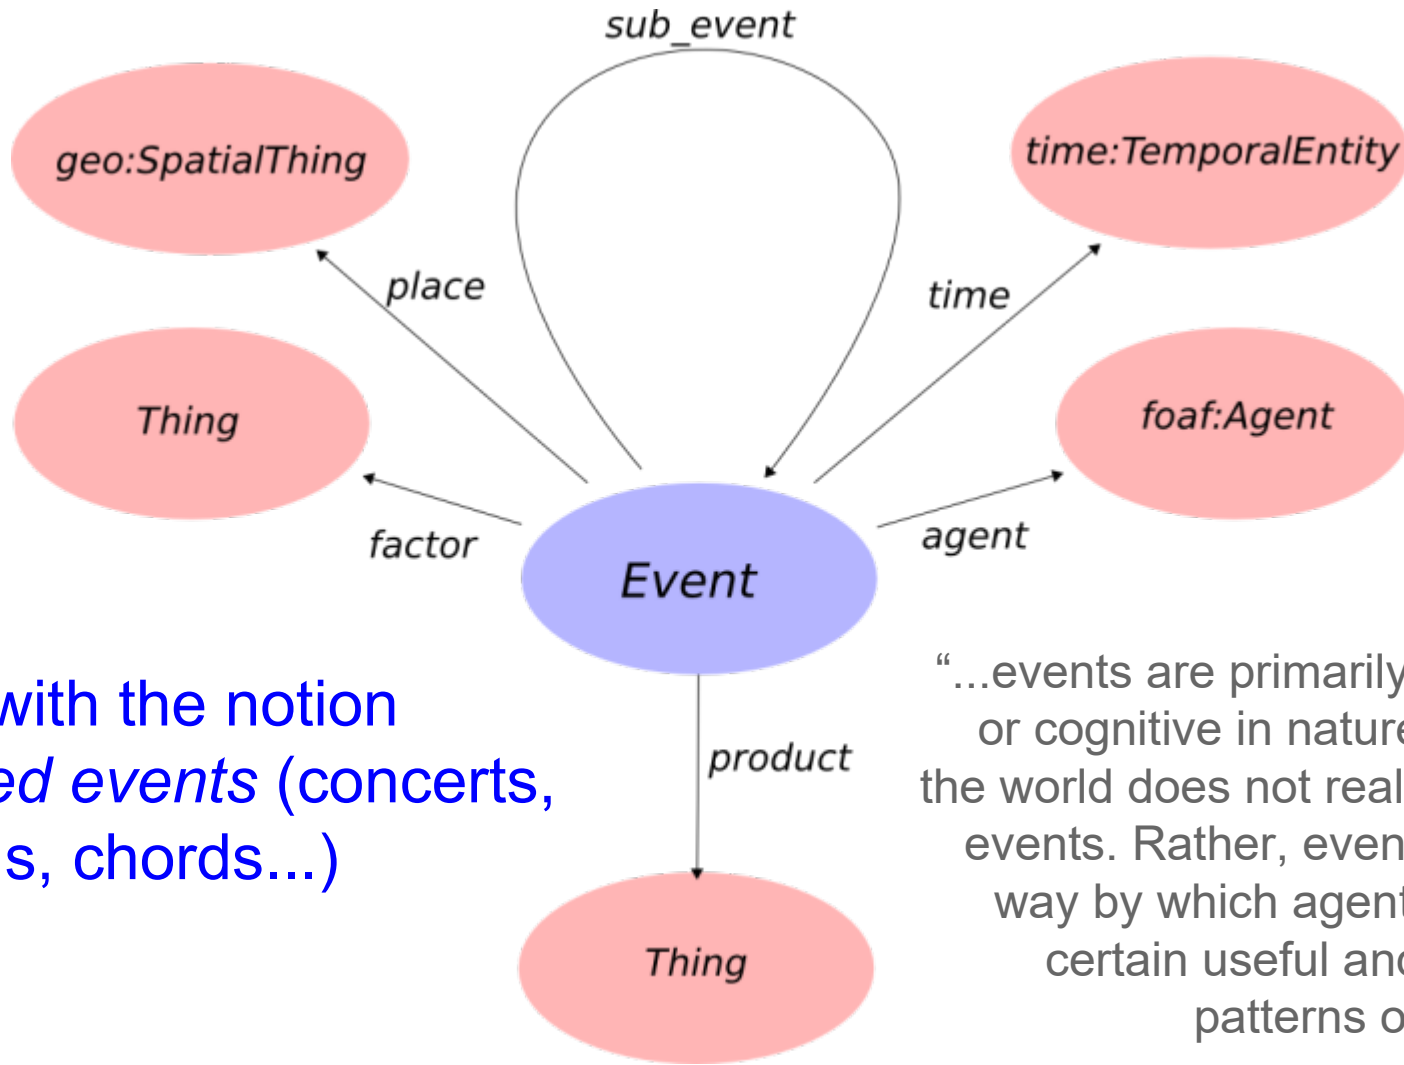 sub_event
geo:SpatialThing
time:TemporalEntity
place
time
Thing
foaf:Agent
factor
agent
Event
with the notion
ed events (concerts,
s, chords...)
product
“...events are primarily
or cognitive in nature
the world does not real
events. Rather, even
way by which agent
certain useful and
patterns o
Thing